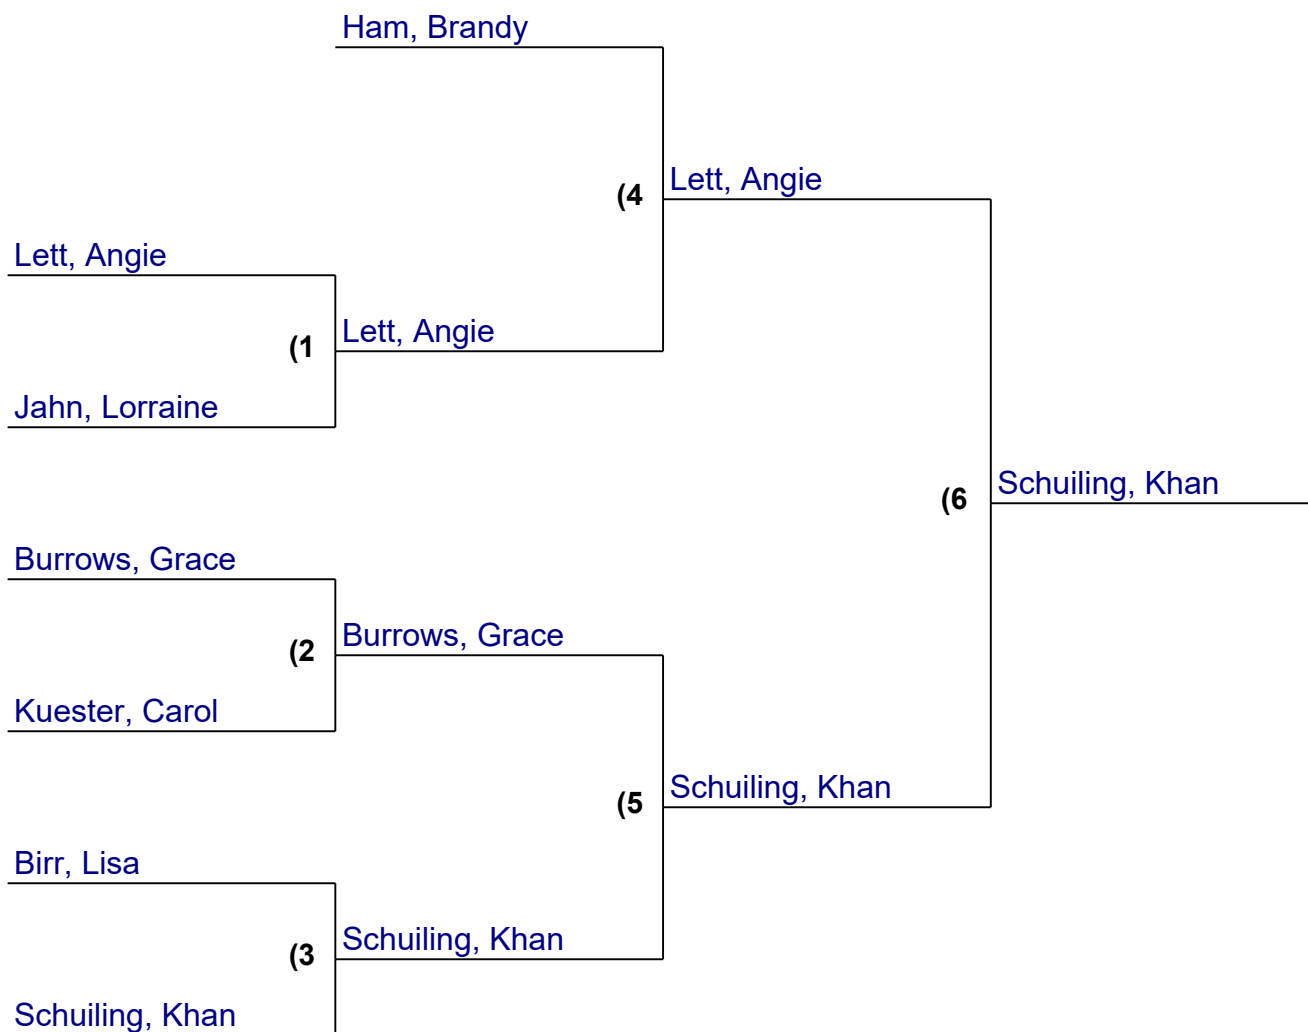 Ham, Brandy
(4
Lett, Angie
Lett, Angie
(1
Lett, Angie
Jahn, Lorraine
(6
Schuiling, Khan
Burrows, Grace
(2
Burrows, Grace
Kuester, Carol
(5
Schuiling, Khan
Birr, Lisa
(3
Schuiling, Khan
Schuiling, Khan